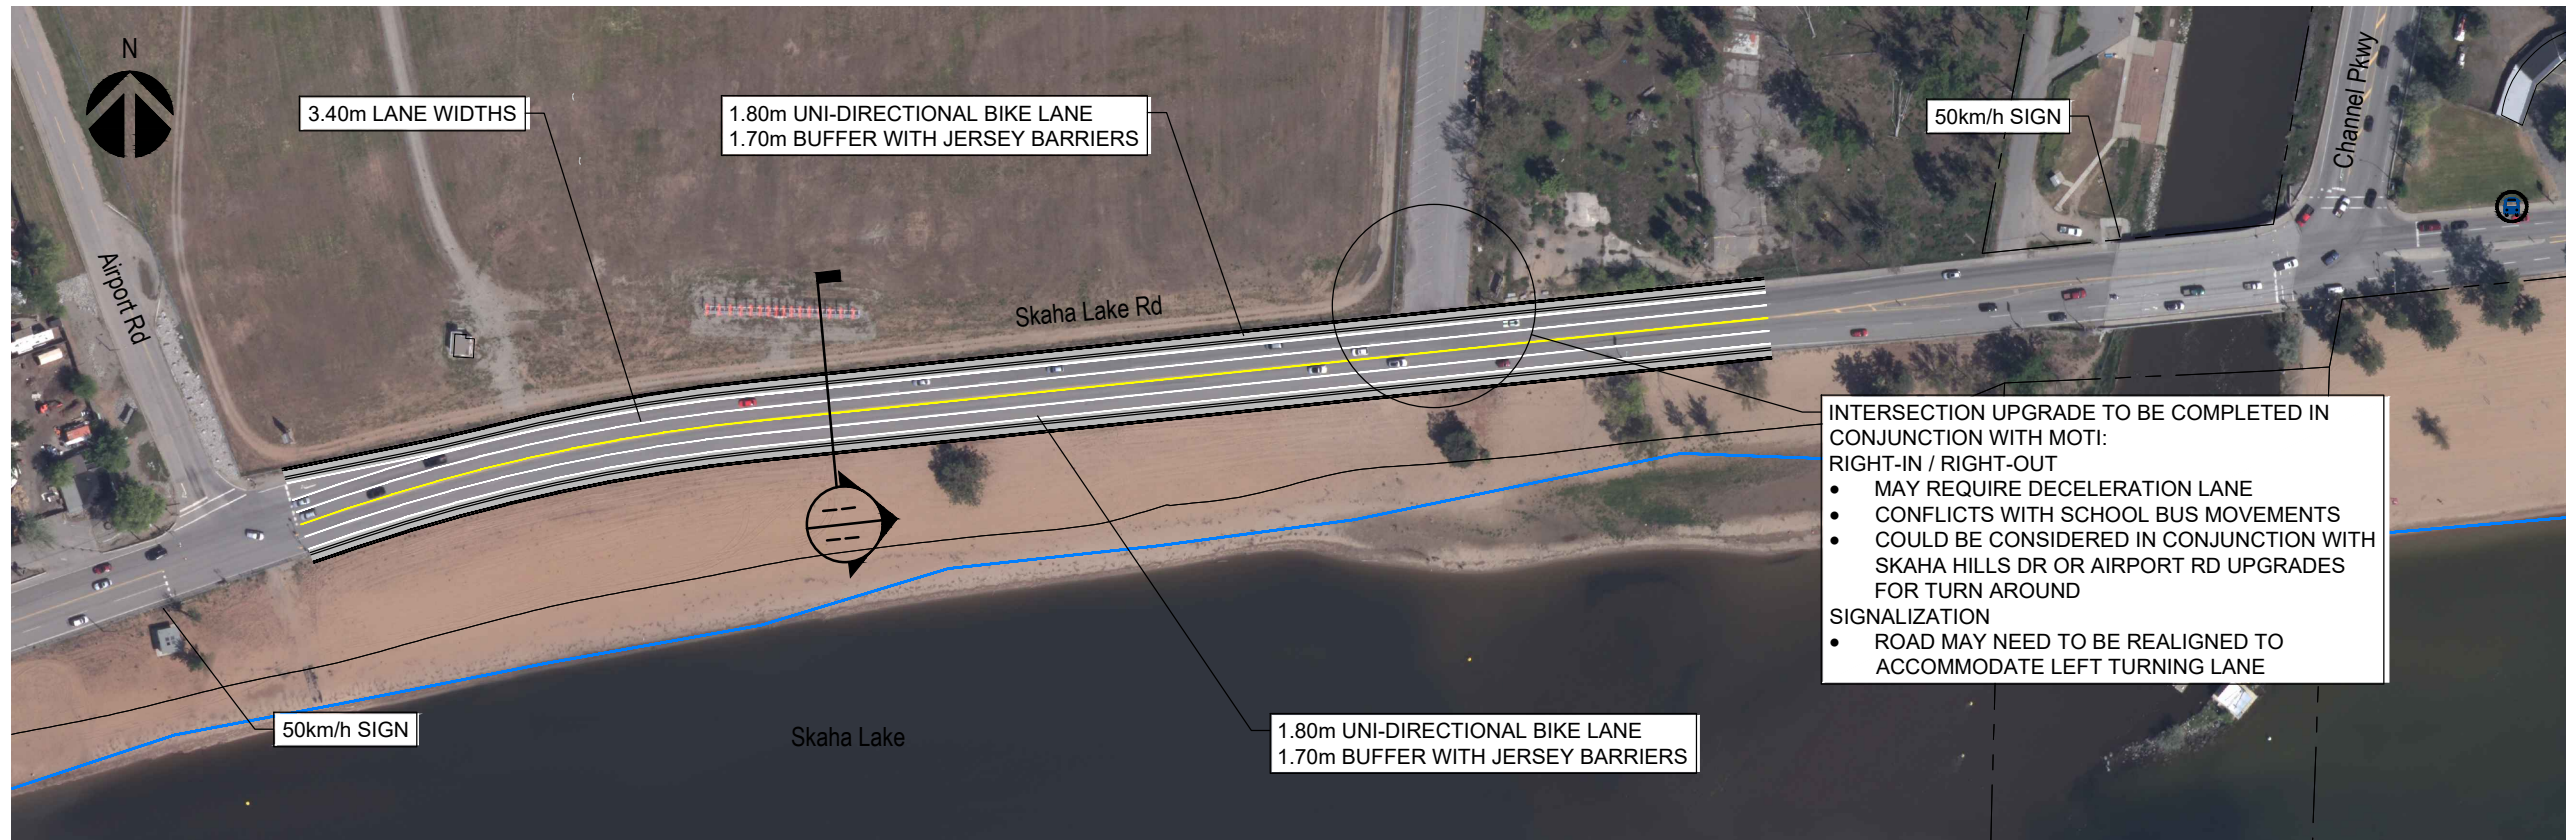 N
3.40m LANE WIDTHS
1.80m UNI-DIRECTIONAL BIKE LANE
1.70m BUFFER WITH JERSEY BARRIERS
50km/h SIGN
Channel Pkwy
Airport Rd
Skaha Lake Rd
INTERSECTION UPGRADE TO BE COMPLETED IN
CONJUNCTION WITH MOTI:
RIGHT-IN / RIGHT-OUT
• MAY REQUIRE DECELERATION LANE
• CONFLICTS WITH SCHOOL BUS MOVEMENTS
• COULD BE CONSIDERED IN CONJUNCTION WITH
SKAHA HILLS DR OR AIRPORT RD UPGRADES
FOR TURN AROUND
SIGNALIZATION
• ROAD MAY NEED TO BE REALIGNED TO
ACCOMMODATE LEFT TURNING LANE
50km/h SIGN
Skaha Lake
1.80m UNI-DIRECTIONAL BIKE LANE
1.70m BUFFER WITH JERSEY BARRIERS